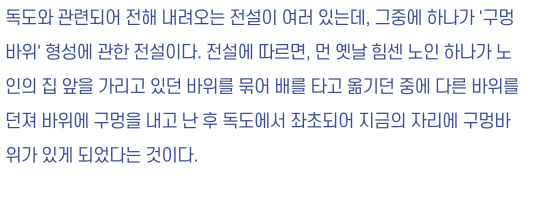 독도와 관련되어 전해 내려오는 전설이 여러 있는데, 그중에 하나가 '구멍
바위' 형성에 관한 전설이다. 전설에 따르면, 먼 옛날 힘센 노인 하나가 노
인의 집 앞을 가리고 있던 바위를 묶어 배를 타고 옮기던 중에 다른 바위를
던져 바위에 구멍을 내고 난 후 독도에서 좌초되어 지금의 자리에 구멍바
위가 있게 되었다는 것이다.